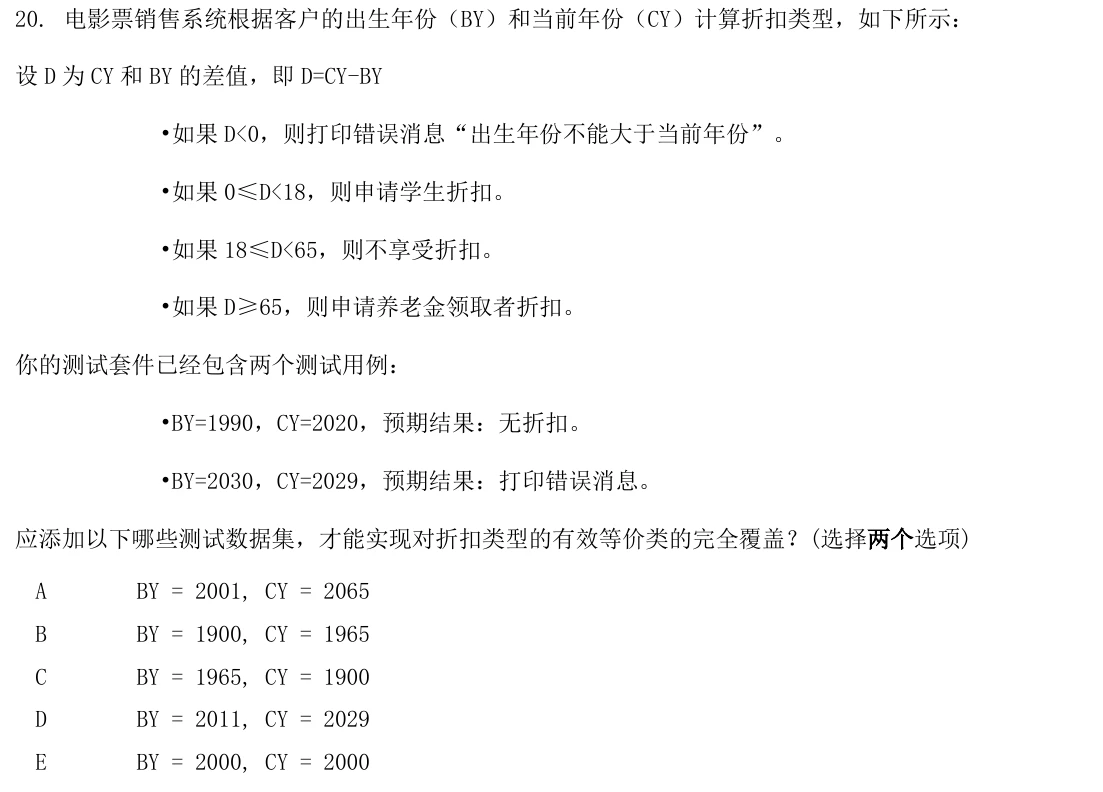 20. 电影票销售系统根据客户的出生年份（BY）和当前年份（CY）计算折扣类型，如下所示：
设 D 为 CY 和 BY 的差值，即 D=CY-BY
•如果 D<0，则打印错误消息“出生年份不能大于当前年份”。
•如果 0≤D<18，则申请学生折扣。
•如果 18≤D<65，则不享受折扣。
•如果 D≥65，则申请养老金领取者折扣。
你的测试套件已经包含两个测试用例：
•BY=1990，CY=2020，预期结果：无折扣。
•BY=2030，CY=2029，预期结果：打印错误消息。
应添加以下哪些测试数据集，才能实现对折扣类型的有效等价类的完全覆盖？(选择两个选项)
A BY = 2001, CY = 2065
B BY = 1900, CY = 1965
C BY = 1965, CY = 1900
D BY = 2011, CY = 2029
E BY = 2000, CY = 2000